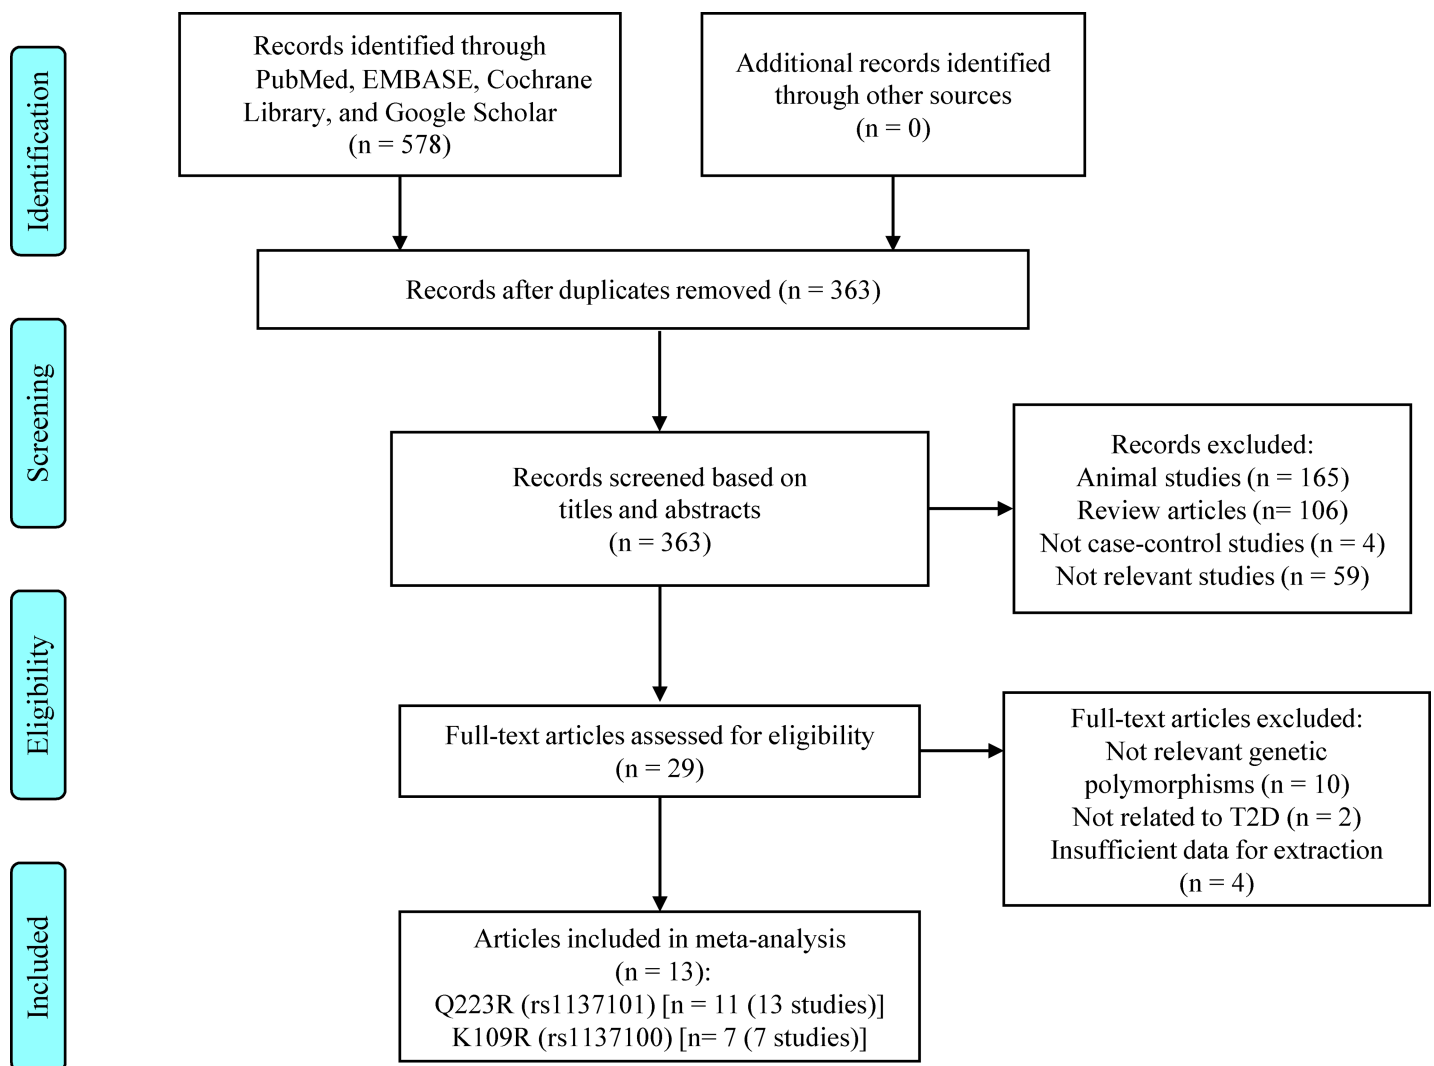 Identification
Records identified through
PubMed, EMBASE, Cochrane
Library, and Google Scholar
(n = 578)
Additional records identified
through other sources
(n = 0)
Records after duplicates removed (n = 363)
Screening
Records screened based on
titles and abstracts
(n = 363)
Records excluded:
Animal studies (n = 165)
Review articles (n= 106)
Not case-control studies (n = 4)
Not relevant studies (n = 59)
Eligibility
Full-text articles assessed for eligibility
(n = 29)
Full-text articles excluded:
Not relevant genetic
polymorphisms (n = 10)
Not related to T2D (n = 2)
Insufficient data for extraction
(n = 4)
Included
Articles included in meta-analysis
(n = 13):
Q223R (rs1137101) [n = 11 (13 studies)]
K109R (rs1137100) [n= 7 (7 studies)]